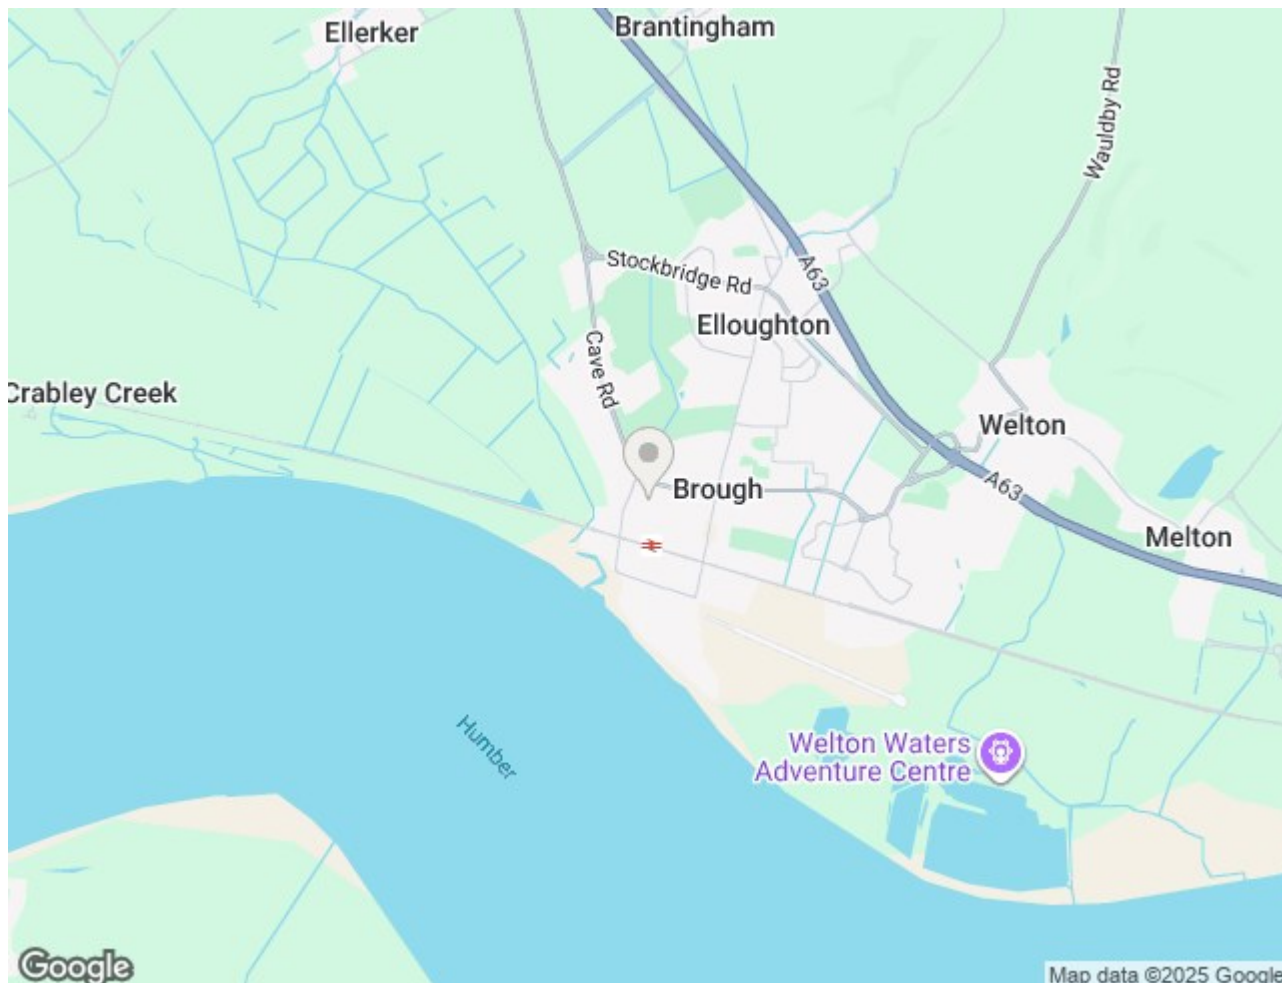 Ellerker
Brantingham
Wauldby Rd
Stockbridge Rd
A63
Elloughton
Cave Rd
Crabley Creek
Welton
Brough
A63
Melton
Humber
Welton Waters
Adventure Centre
Google
Map data ©2025 Google